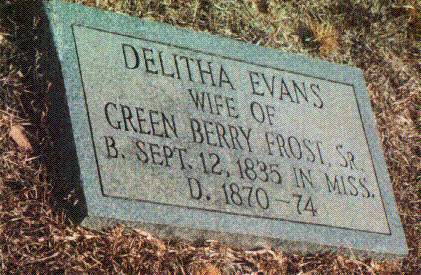 DELITHA EVANS
WIFE OF
GREEN BERRY FROST, SR.
B. SEPT. 12, 1835 IN MISS.
D. 1870-74